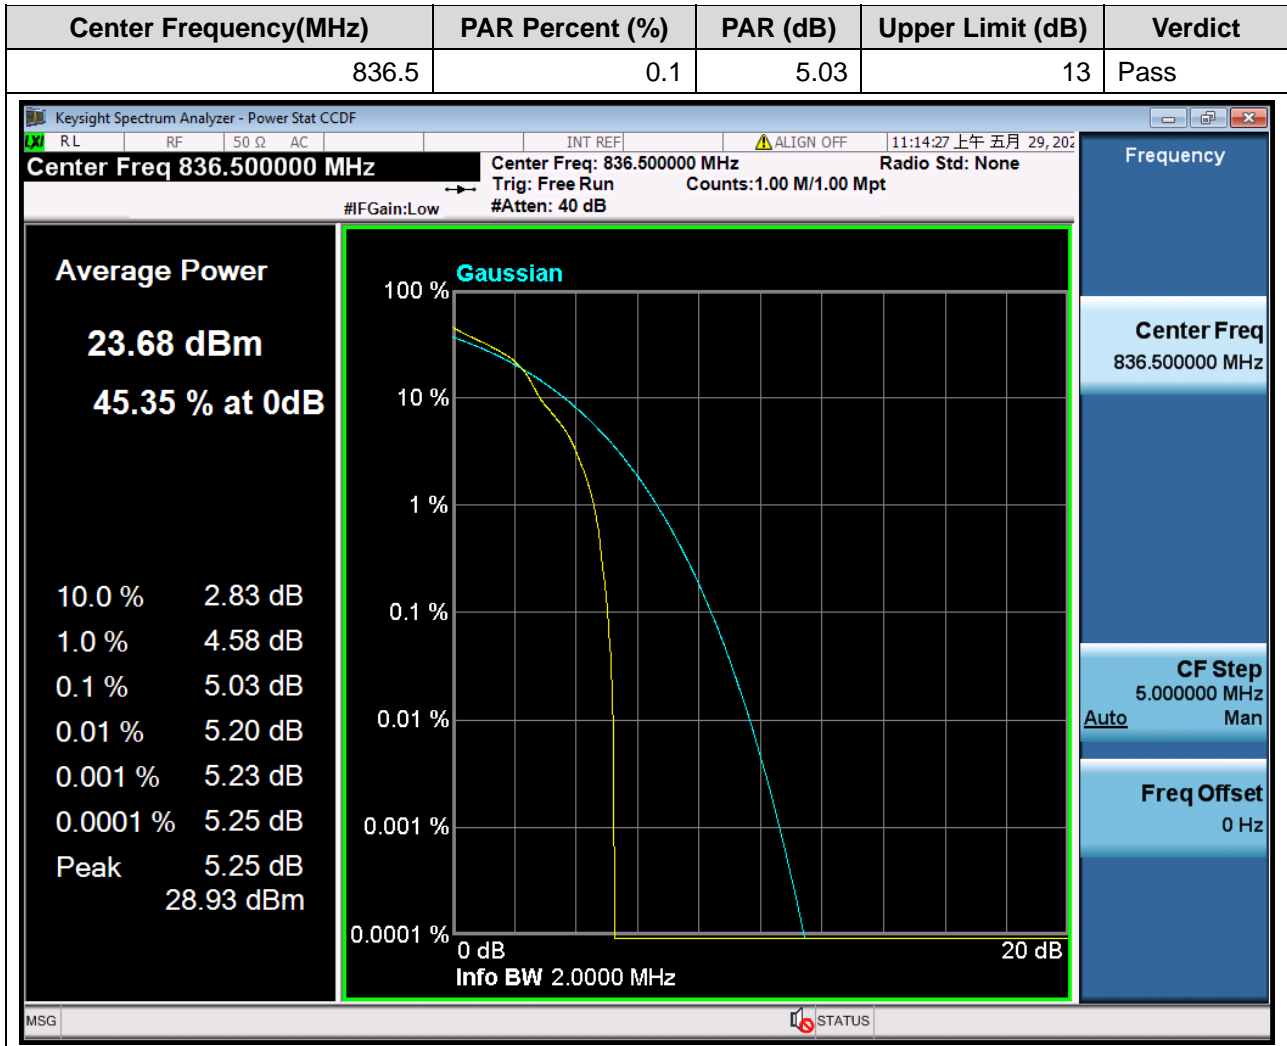 Center Frequency(MHz) PAR Percent (%) PAR (dB) Upper Limit (dB) Verdict
836.5 0.1 5.03 13 Pass
Keysight Spectrum Analyzer - Power Stat CCDF
LXI RL RF 50 Ω AC INT REF ALIGN OFF 11:14:27 上午 五月 29, 202
Center Freq 836.500000 MHz
Center Freq: 836.500000 MHz Radio Std: None
Trig: Free Run Counts:1.00 M/1.00 Mpt
#IFGain:Low #Atten: 40 dB
Average Power
23.68 dBm
45.35 % at 0dB
10.0 % 2.83 dB
1.0 % 4.58 dB
0.1 % 5.03 dB
0.01 % 5.20 dB
0.001 % 5.23 dB
0.0001 % 5.25 dB
Peak 5.25 dB
28.93 dBm
Gaussian
100 %
10 %
1 %
0.1 %
0.01 %
0.001 %
0.0001 %
0 dB 20 dB
Info BW 2.0000 MHz
Frequency
Center Freq
836.500000 MHz
CF Step
5.000000 MHz
Auto Man
Freq Offset
0 Hz
MSG STATUS